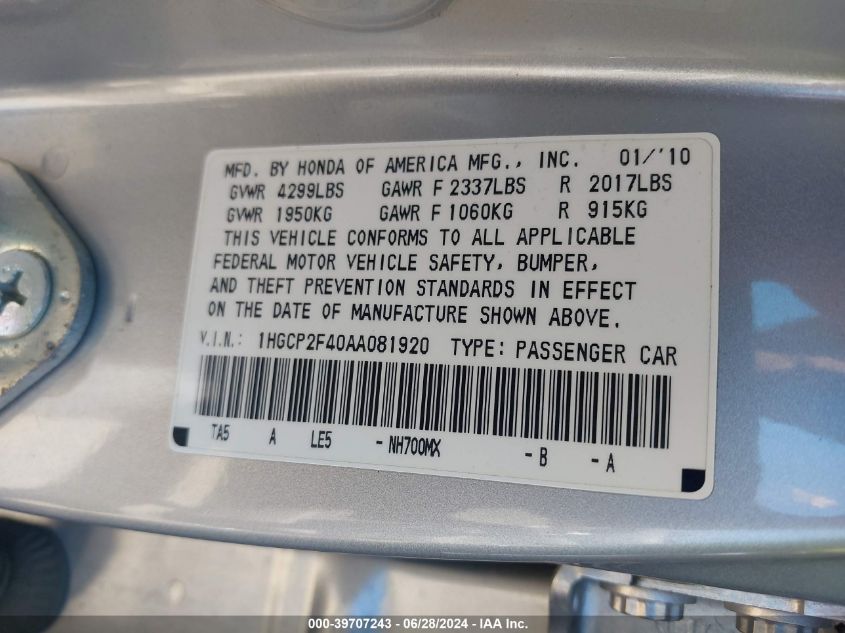 MFD. BY HONDA OF AMERICA MFG., INC. 01/'10
GVWR 4299LBS GAWR F 2337LBS R 2017LBS
GVWR 1950KG GAWR F 1060KG R 915KG
THIS VEHICLE CONFORMS TO ALL APPLICABLE
FEDERAL MOTOR VEHICLE SAFETY, BUMPER,
AND THEFT PREVENTION STANDARDS IN EFFECT
ON THE DATE OF MANUFACTURE SHOWN ABOVE.
V.I.N.: 1HGCP2F40AA081920 TYPE: PASSENGER CAR
TA5 A LE5 - NH700MX - B - A
000-39707243 - 06/28/2024 - IAA Inc.